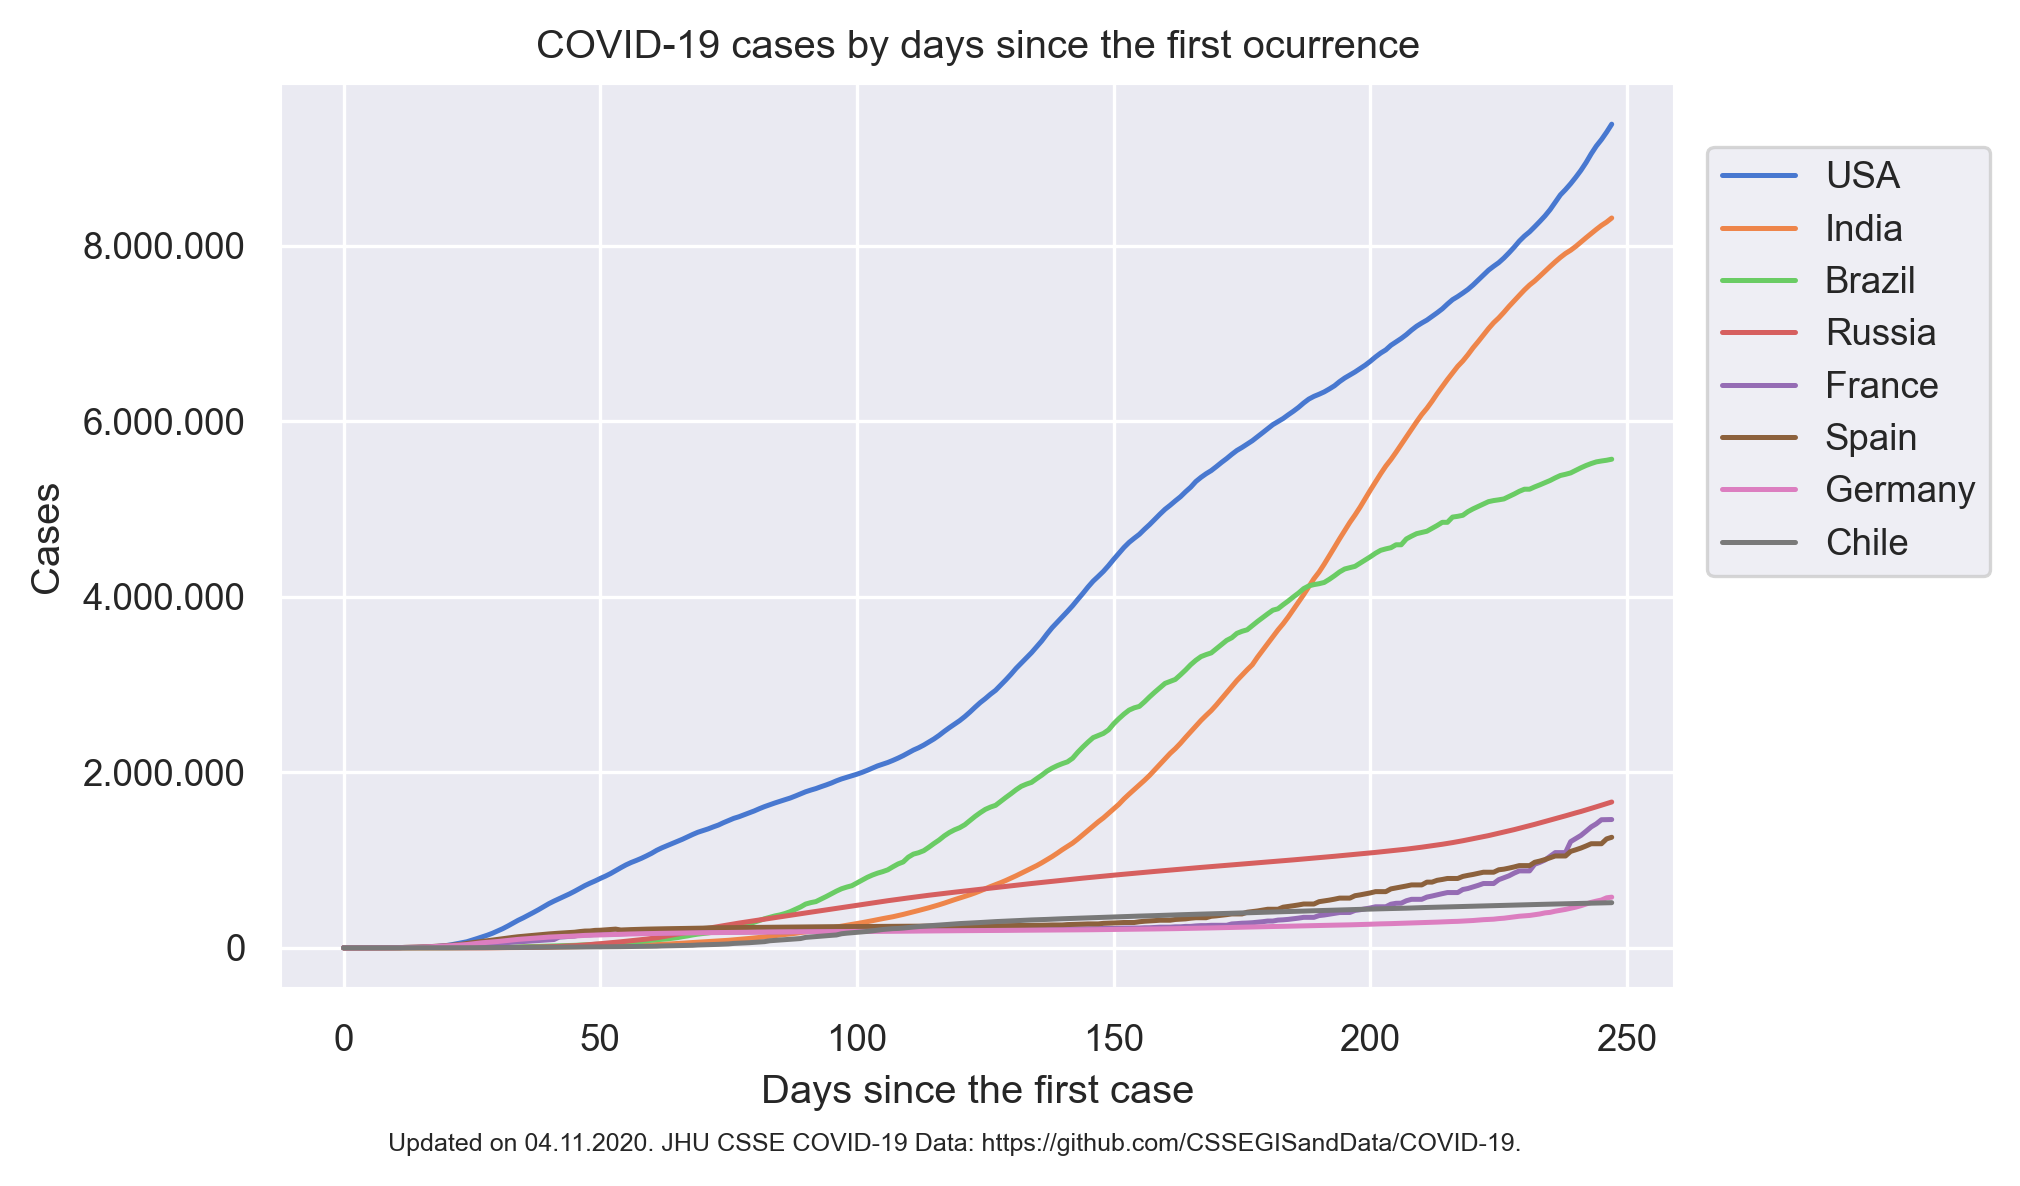 COVID-19 cases by days since the first ocurrence
8.000.000
6.000.000
4.000.000
2.000.000
0
Cases
0 50 100 150 200 250
Days since the first case
USA
India
Brazil
Russia
France
Spain
Germany
Chile
Updated on 04.11.2020. JHU CSSE COVID-19 Data: https://github.com/CSSEGISandData/COVID-19.